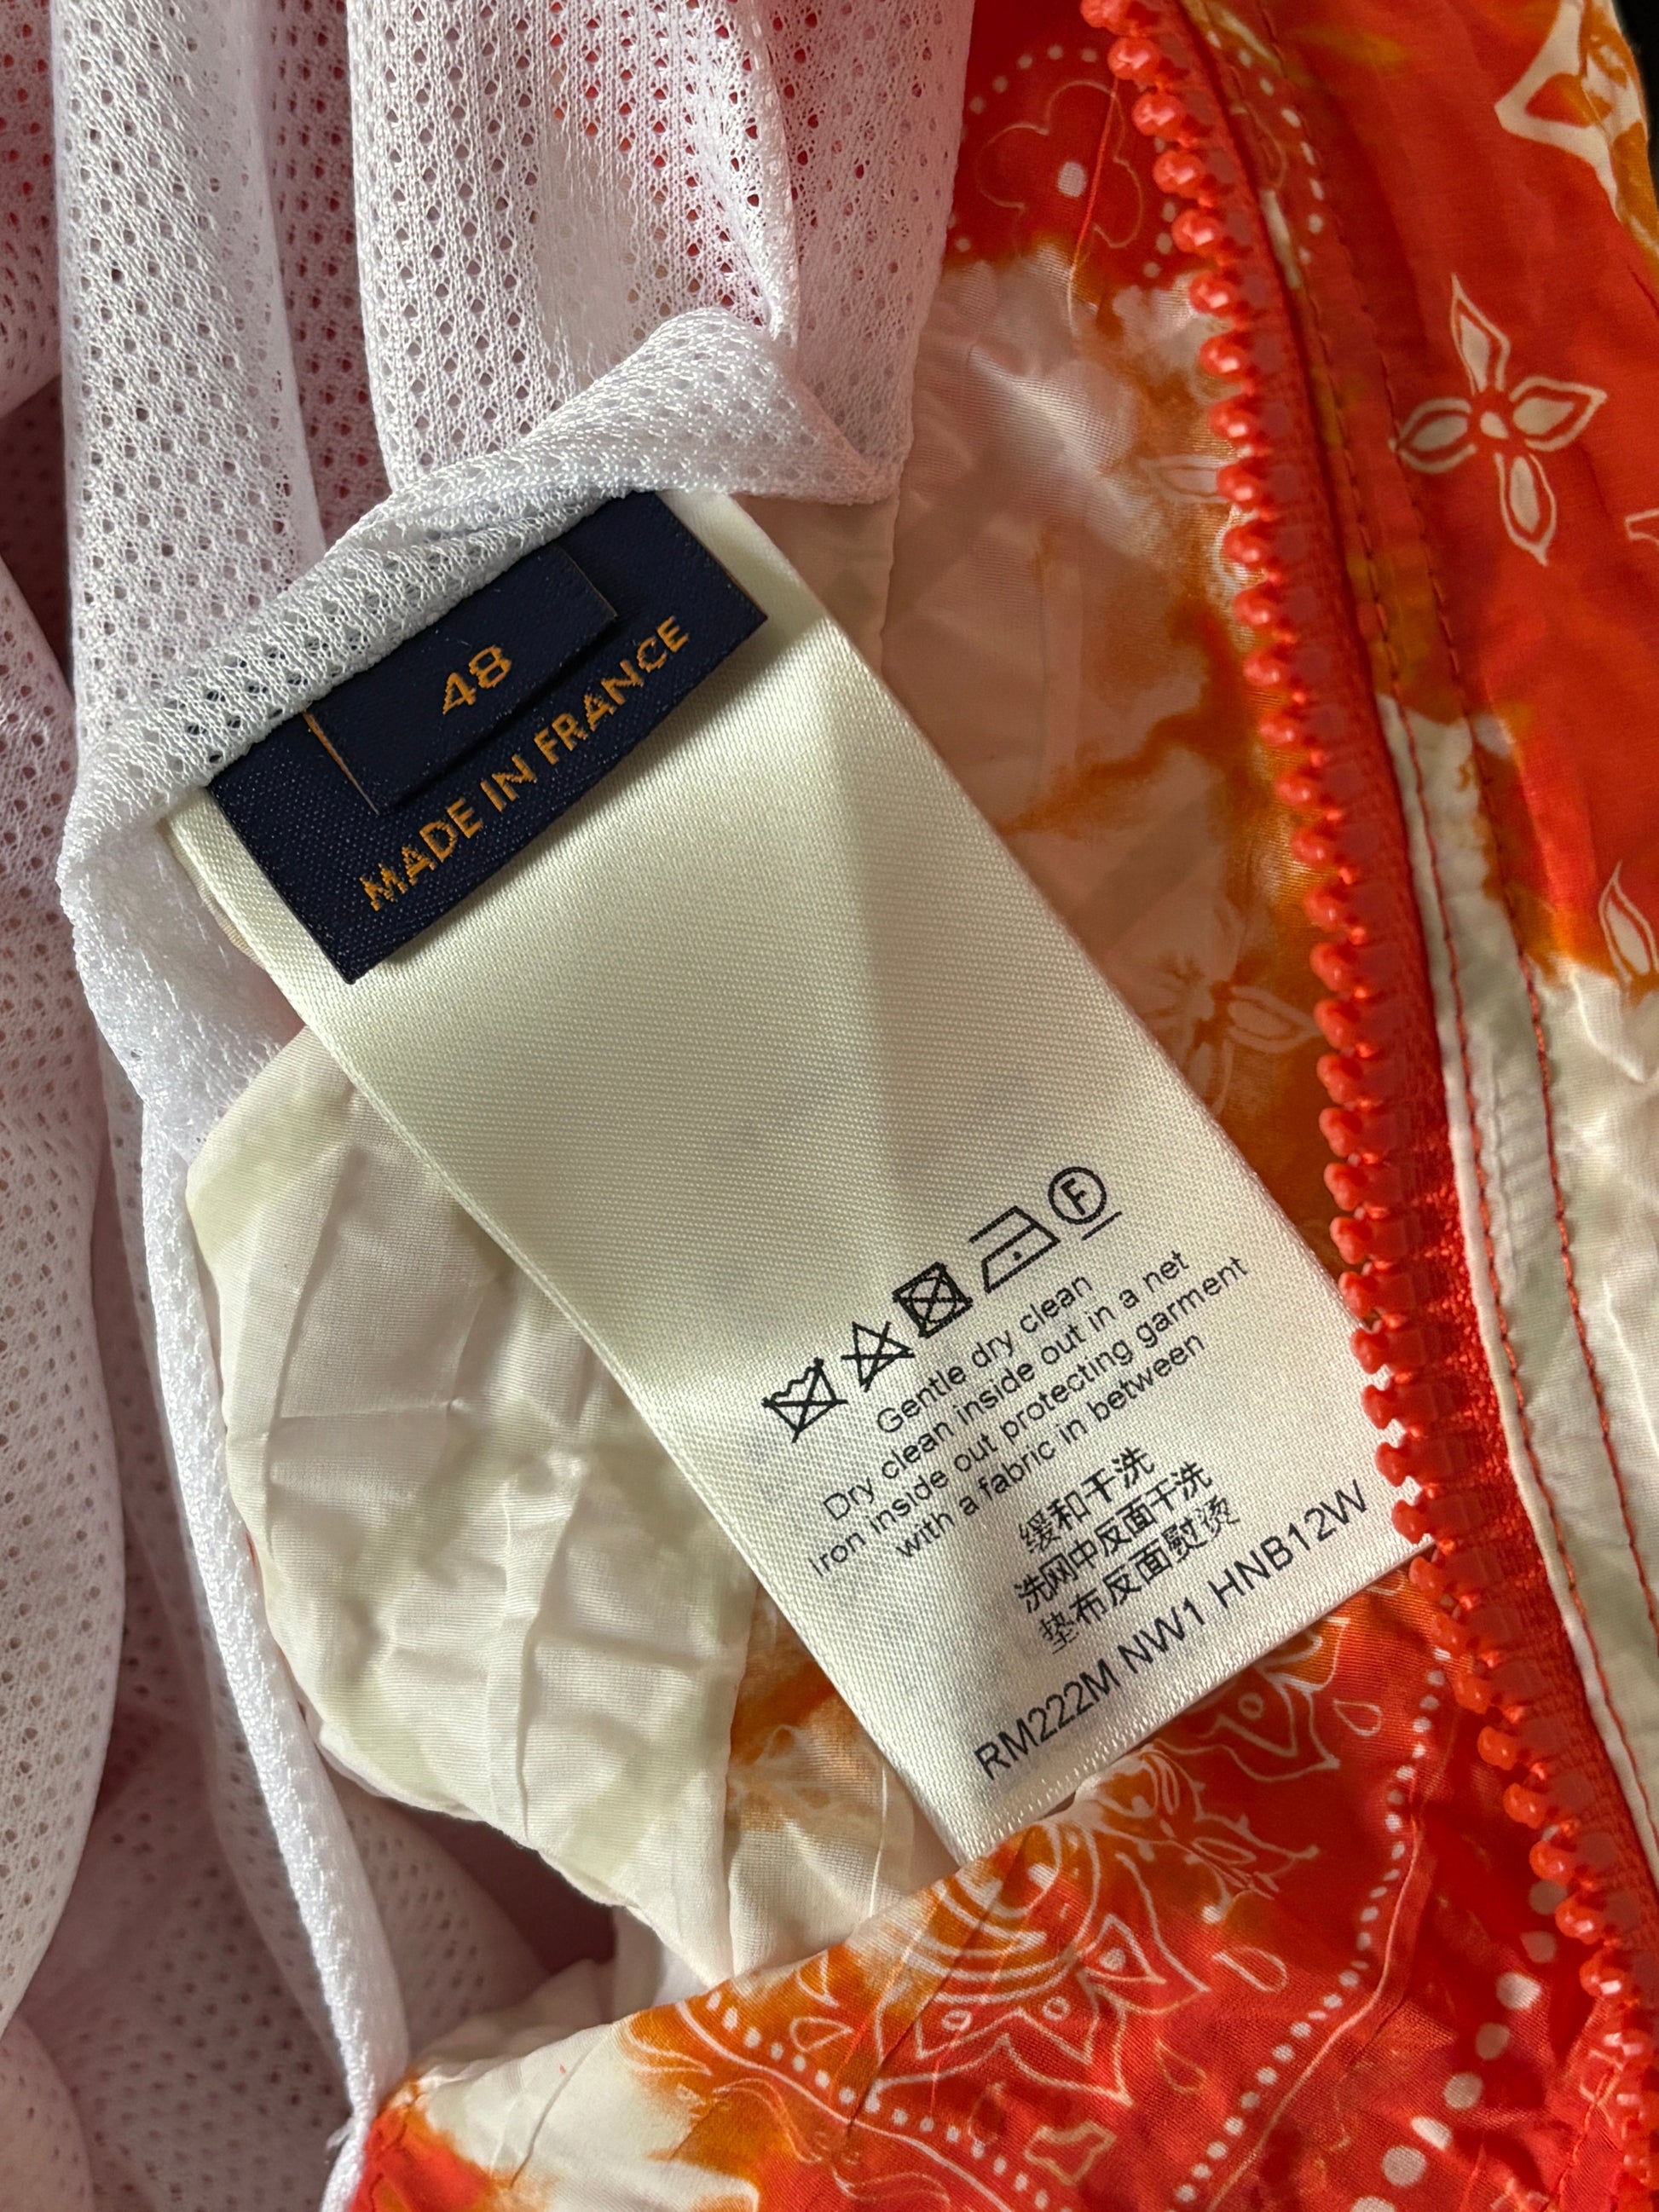 48
MADE IN FRANCE
F
Gentle dry clean
Dry clean inside out in a net
Iron inside out protecting garment
with a fabric in between
缓和干洗
洗网中反面干洗
垫布反面熨烫
RM222M NW1 HNB12W